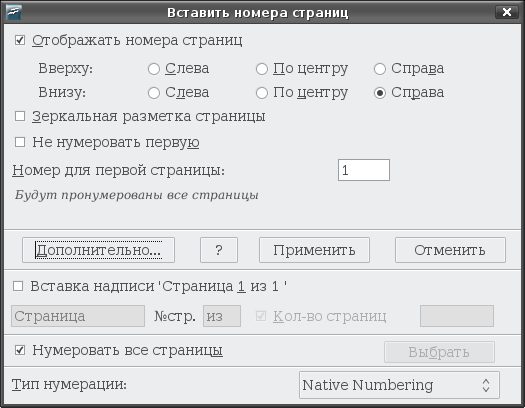 Вставить номера страниц
Отображать номера страниц
Вверху: Слева По центру Справа
Внизу: Слева По центру Справа
Зеркальная разметка страницы
Не нумеровать первую
Номер для первой страницы: 1
Будут пронумерованы все страницы
Дополнительно... ? Применить Отменить
Вставка надписи 'Страница 1 из 1 '
Страница №стр. из Кол-во страниц
Нумеровать все страницы Выбрать
Тип нумерации: Native Numbering